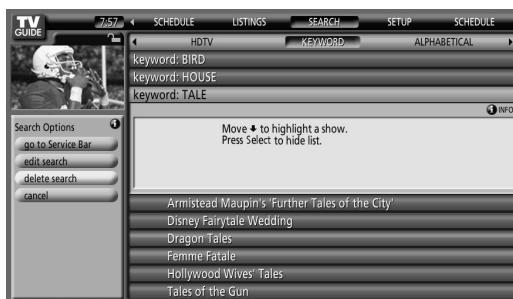 TV
GUIDE
7:57
SCHEDULE LISTINGS SEARCH SETUP SCHEDULE
HDTV KEYWORD ALPHABETICAL
keyword: BIRD
keyword: HOUSE
keyword: TALE
INFO
Move to highlight a show.
Press Select to hide list.
Search Options
go to Service Bar
edit search
delete search
cancel
Armistead Maupin's 'Further Tales of the City'
Disney Fairytale Wedding
Dragon Tales
Femme Fatale
Hollywood Wives' Tales
Tales of the Gun